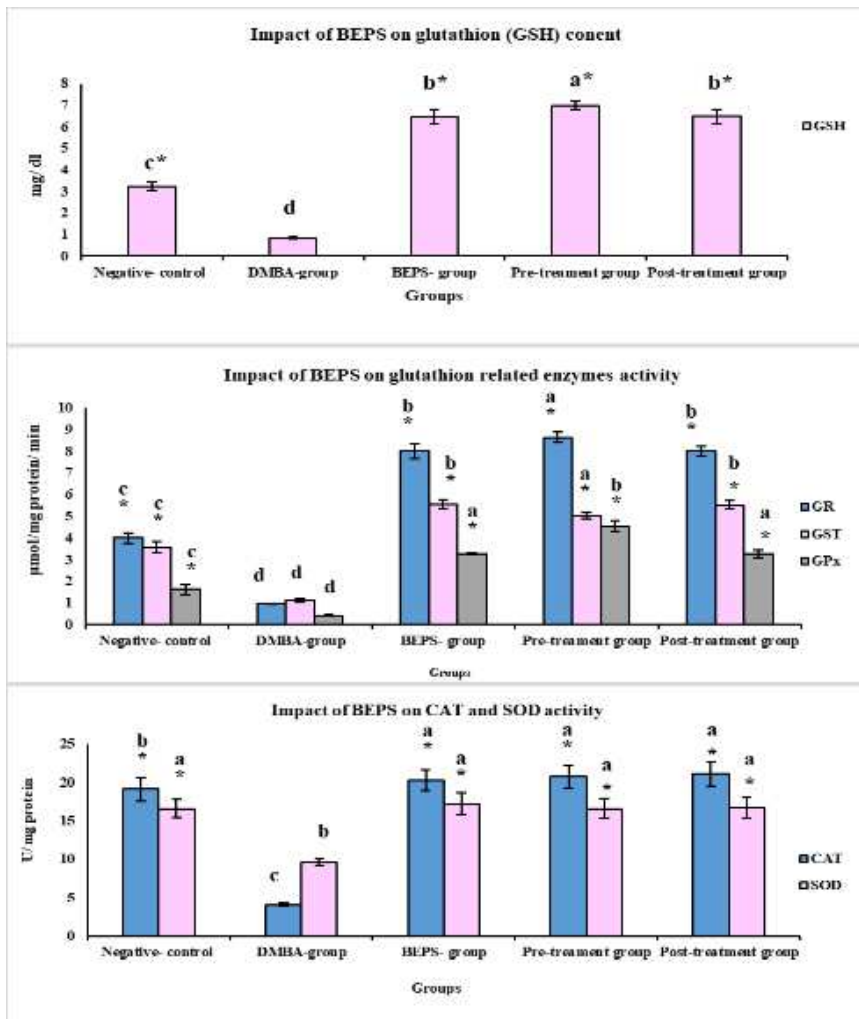 Impact of BEPS on glutathion (GSH) conent
8
7
6
5
4
3
2
1
0
mg/dl
c*
d
b*
a*
b*
GSH
Negative- control DMBA-group BEPS- group Pre-treament group Post-treatment group
Groups
Impact of BEPS on glutathion related enzymes activity
10
9
8
7
6
5
4
3
2
1
0
µmol/mg protein/ min
c * c * c *
d d d
b * b * a *
a * a * b *
b * b * a *
GR
GST
GPx
Negative- control DMBA-group BEPS- group Pre-treament group Post-treatment group
Groups
Impact of BEPS on CAT and SOD activity
25
20
15
10
5
0
U/ mg protein
b * a *
c b
a * a *
a * a *
a * a *
CAT
SOD
Negative- control DMBA-group BEPS- group Pre-treament group Post-treatment group
Groups